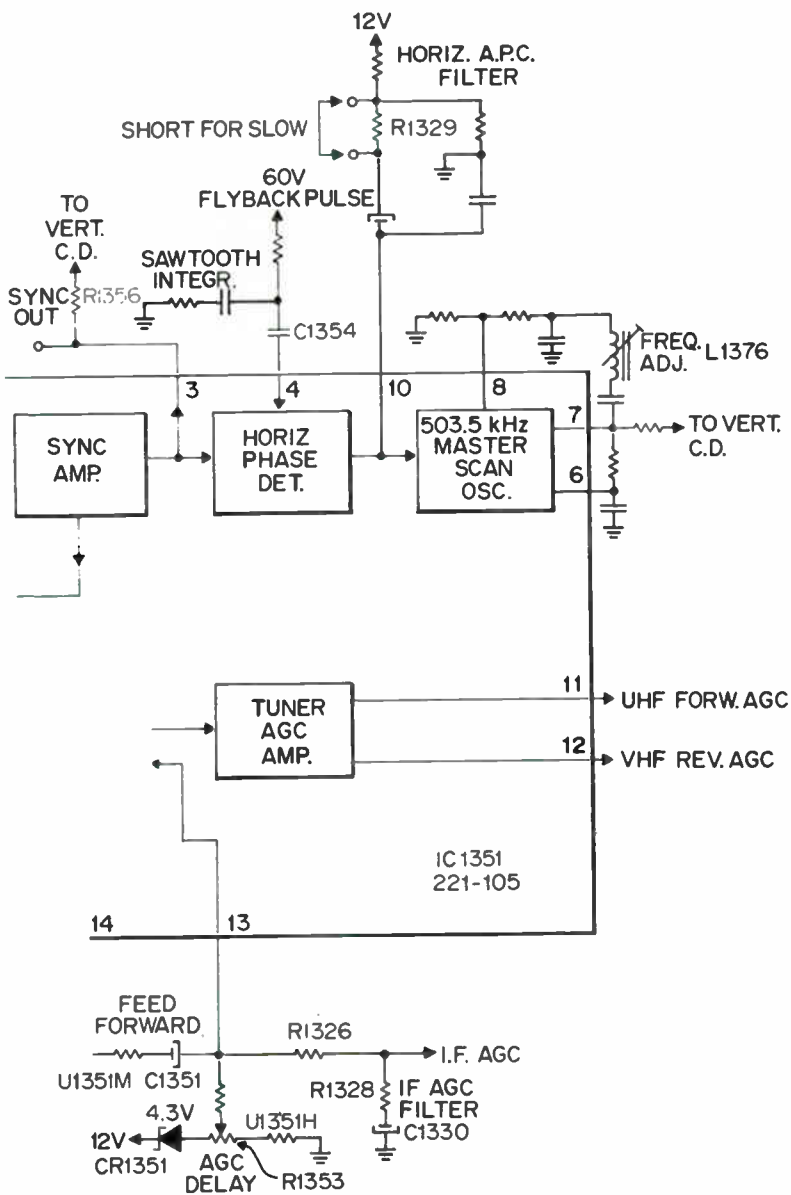 12V
HORIZ. A.P.C.
FILTER
SHORT FOR SLOW
R1329
60V
FLYBACK PULSE
TO
VERT.
C.D.
SAWTOOTH
INTEGR.
SYNC
OUT
R1356
C1354
FREQ.
ADJ.
L1376
3
4
10
8
SYNC
AMP.
HORIZ
PHASE
DET.
503.5 kHz
MASTER
SCAN
OSC.
7
6
TO VERT.
C.D.
TUNER
AGC
AMP.
11
UHF FORW. AGC
12
VHF REV. AGC
IC1351
221-105
14
13
FEED
FORWARD
R1326
I.F. AGC
U1351M
C1351
R1328
IF AGC
FILTER
C1330
4.3V
U1351H
12V
CR1351
AGC
DELAY
R1353